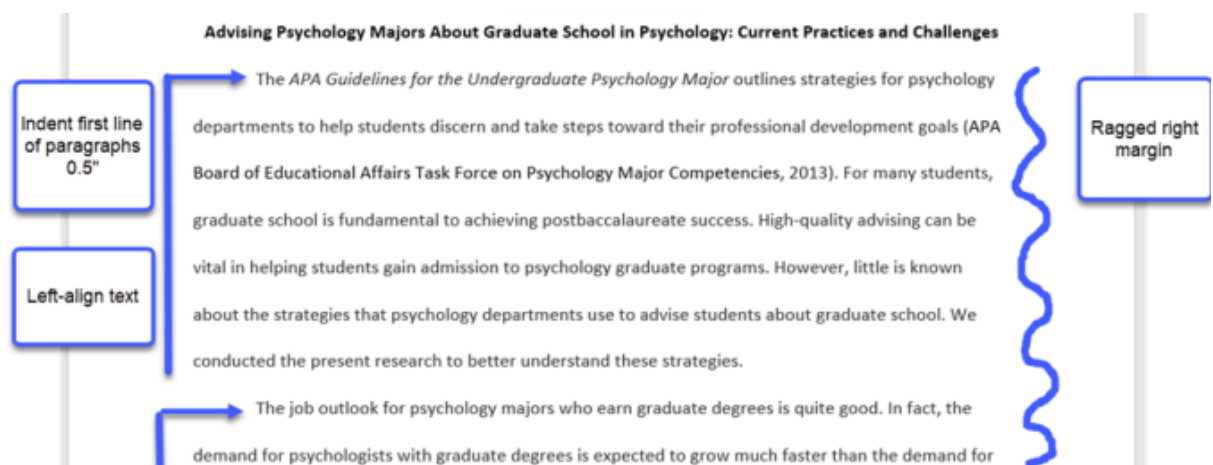 Advising Psychology Majors About Graduate School in Psychology: Current Practices and Challenges
Indent first line
of paragraphs
0.5"
Left-align text
The APA Guidelines for the Undergraduate Psychology Major outlines strategies for psychology
departments to help students discern and take steps toward their professional development goals (APA
Board of Educational Affairs Task Force on Psychology Major Competencies, 2013). For many students,
graduate school is fundamental to achieving postbaccalaureate success. High-quality advising can be
vital in helping students gain admission to psychology graduate programs. However, little is known
about the strategies that psychology departments use to advise students about graduate school. We
conducted the present research to better understand these strategies.
The job outlook for psychology majors who earn graduate degrees is quite good. In fact, the
demand for psychologists with graduate degrees is expected to grow much faster than the demand for
Ragged right
margin